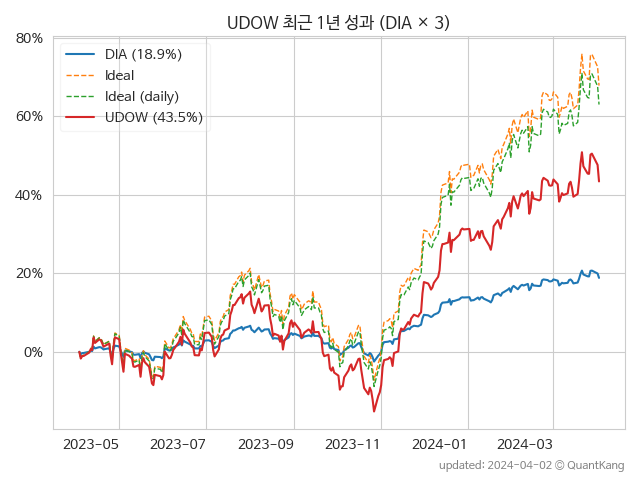 UDOW 최근 1년 성과 (DIA × 3)
DIA (18.9%)
Ideal
Ideal (daily)
UDOW (43.5%)
80%
60%
40%
20%
0%
2023-05 2023-07 2023-09 2023-11 2024-01 2024-03
updated: 2024-04-02 © QuantKang